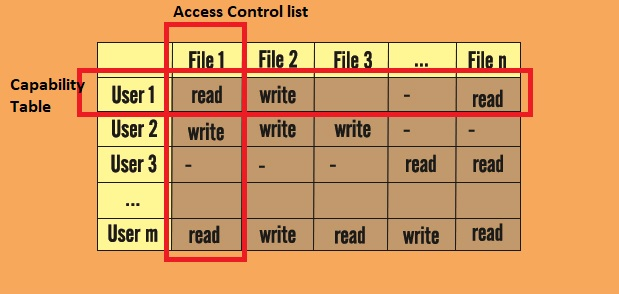 Access Control list
File 1 File 2 File 3 ... File n
Capability
Table
User 1 read write - read
User 2 write write write - -
User 3 - - - read read
...
User m read write read write read